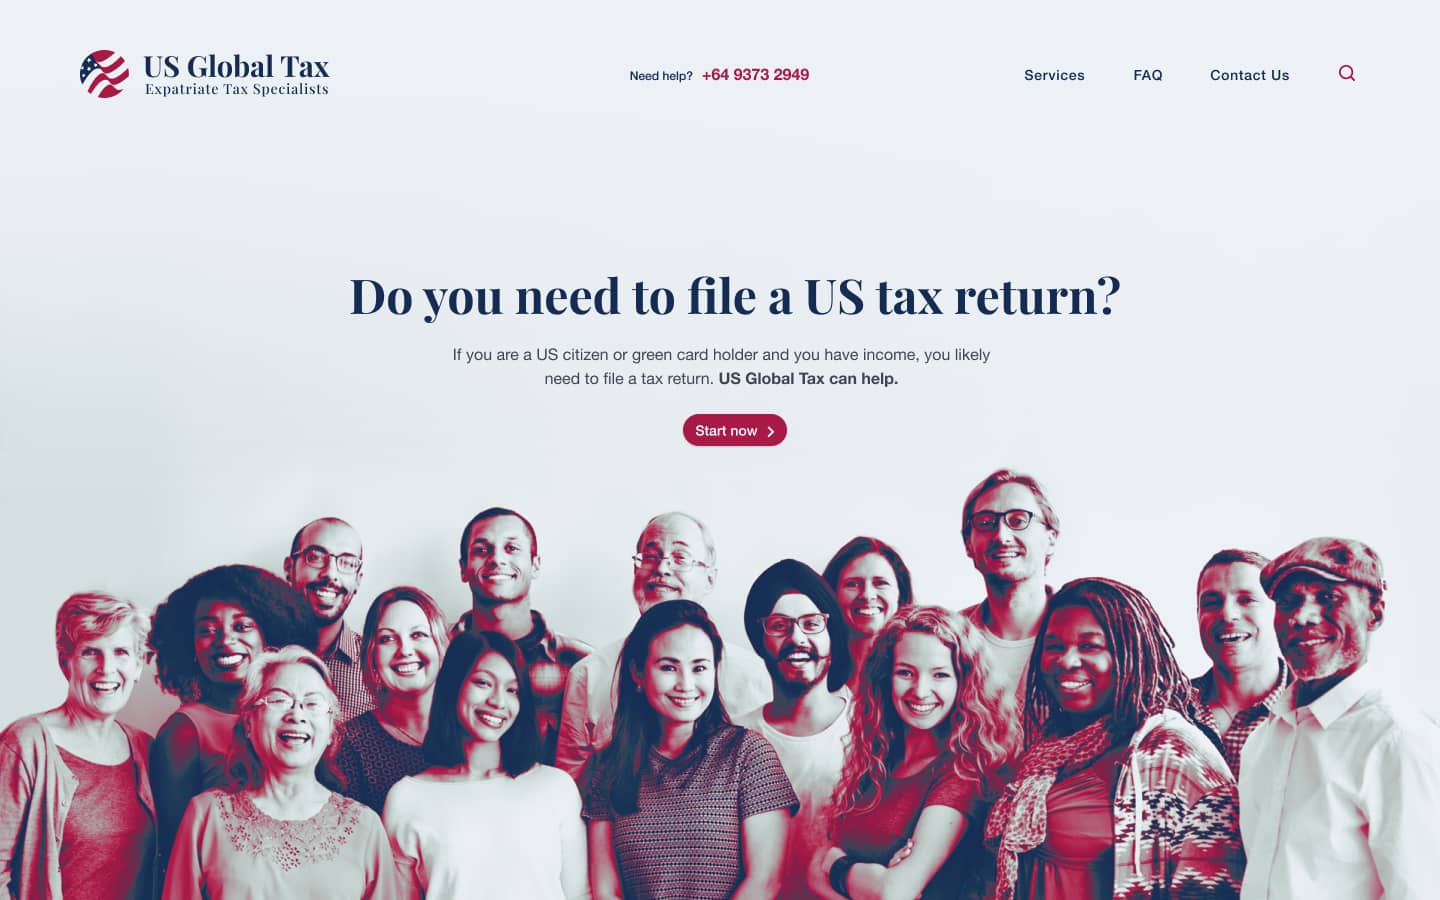 US Global Tax
Expatriate Tax Specialists
Need help? +64 9373 2949
Services
FAQ
Contact Us
Do you need to file a US tax return?
If you are a US citizen or green card holder and you have income, you likely
need to file a tax return. US Global Tax can help.
Start now